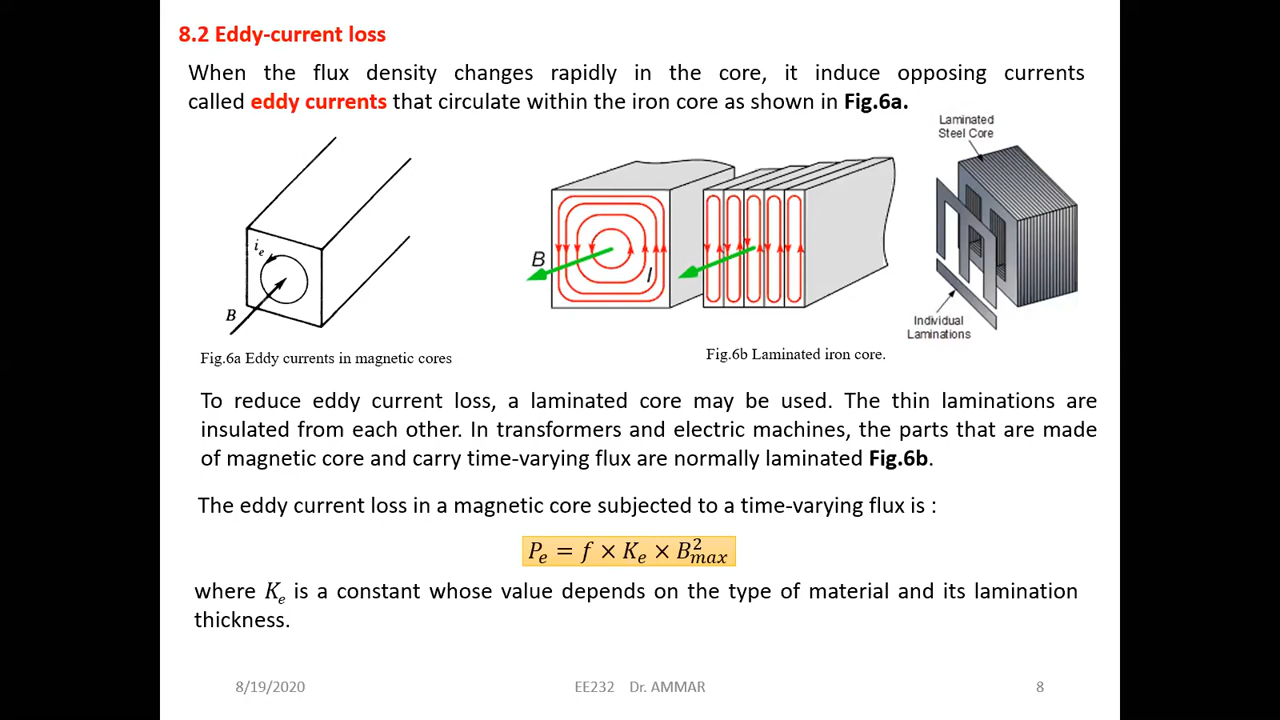 8.2 Eddy-current loss
When the flux density changes rapidly in the core, it induce opposing currents
called eddy currents that circulate within the iron core as shown in Fig.6a.
Laminated
Steel Core
i_e
B
B
I
Individual
Laminations
Fig.6a Eddy currents in magnetic cores
Fig.6b Laminated iron core.
To reduce eddy current loss, a laminated core may be used. The thin laminations are
insulated from each other. In transformers and electric machines, the parts that are made
of magnetic core and carry time-varying flux are normally laminated Fig.6b.
The eddy current loss in a magnetic core subjected to a time-varying flux is :
P_e = f × K_e × B_max^2
where K_e is a constant whose value depends on the type of material and its lamination
thickness.
8/19/2020
EE232 Dr. AMMAR
8